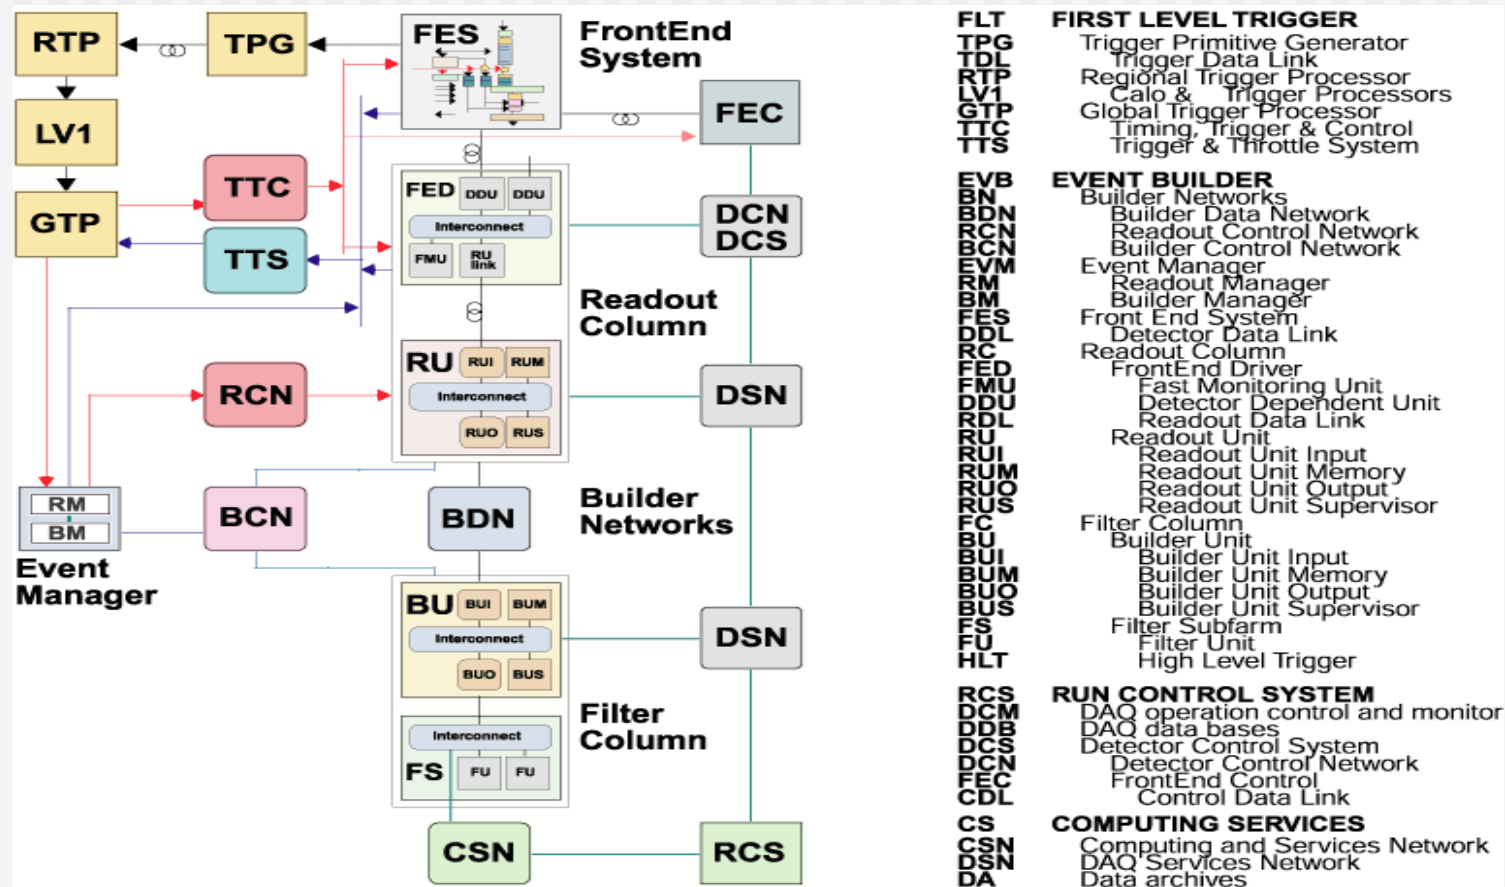 RTP
TPG
FES
FrontEnd
System
FEC
LV1
TTC
GTP
TTS
FED
DDU
DDU
Interconnect
FMU
RU
link
DCN
DCS
Readout
Column
RU
RUI
RUM
Interconnect
RUO
RUS
RCN
DSN
RM
BM
Event
Manager
BCN
BDN
Builder
Networks
BU
BUI
BUM
Interconnect
BUO
BUS
DSN
Filter
Column
Interconnect
FS
FU
FU
CSN
RCS
FLT FIRST LEVEL TRIGGER
TPG Trigger Primitive Generator
TDL Trigger Data Link
RTP Regional Trigger Processor
LV1 Calo & Trigger Processors
GTP Global Trigger Processor
TTC Timing, Trigger & Control
TTS Trigger & Throttle System
EVB EVENT BUILDER
BN Builder Networks
BDN Builder Data Network
RCN Readout Control Network
BCN Builder Control Network
EVM Event Manager
RM Readout Manager
BM Builder Manager
FES Front End System
DDL Detector Data Link
RC Readout Column
FED FrontEnd Driver
FMU Fast Monitoring Unit
DDU Detector Dependent Unit
RDL Readout Data Link
RU Readout Unit
RUI Readout Unit Input
RUM Readout Unit Memory
RUO Readout Unit Output
RUS Readout Unit Supervisor
FC Filter Column
BU Builder Unit
BUI Builder Unit Input
BUM Builder Unit Memory
BUO Builder Unit Output
BUS Builder Unit Supervisor
FS Filter Subfarm
FU Filter Unit
HLT High Level Trigger
RCS RUN CONTROL SYSTEM
DCM DAQ operation control and monitor
DDB DAQ data bases
DCS Detector Control System
DCN Detector Control Network
FEC FrontEnd Control
CDL Control Data Link
CS COMPUTING SERVICES
CSN Computing and Services Network
DSN DAQ Services Network
DA Data archives